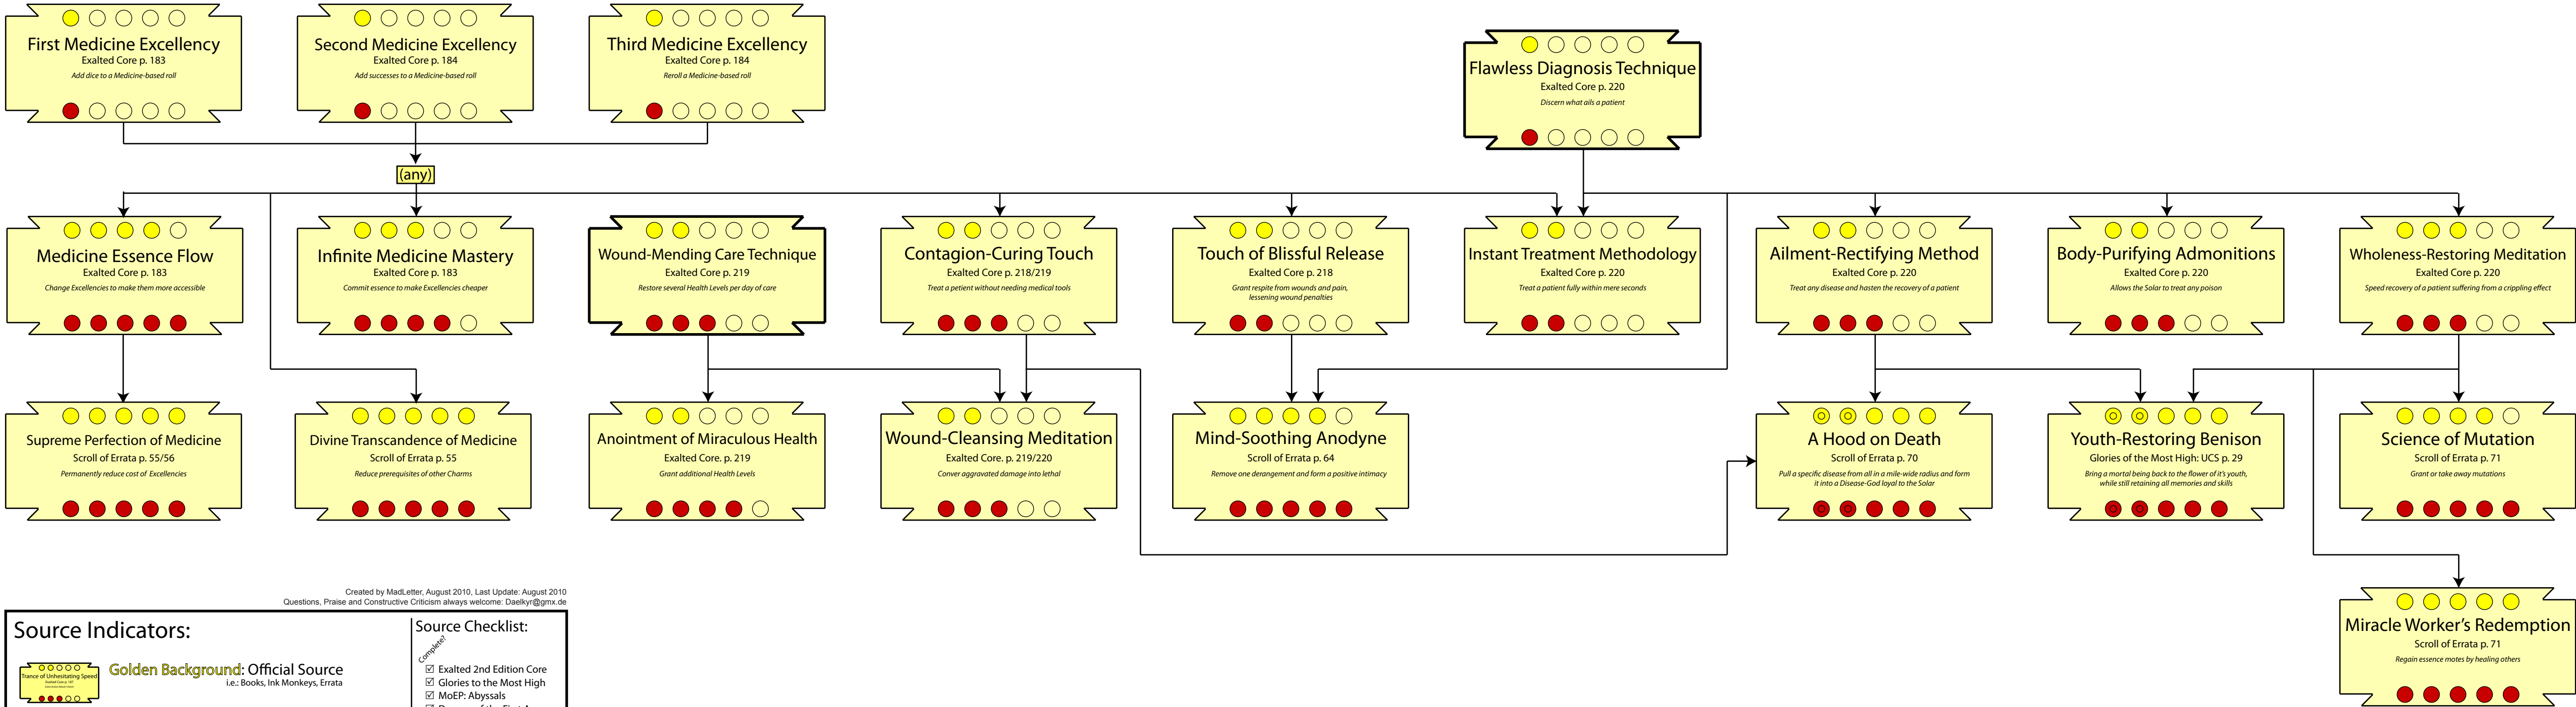 First Medicine Excellency
Exalted Core p. 183
Add dice to a Medicine-based roll
Second Medicine Excellency
Exalted Core p. 184
Add successes to a Medicine-based roll
Third Medicine Excellency
Exalted Core p. 184
Reroll a Medicine-based roll
Flawless Diagnosis Technique
Exalted Core p. 220
Discern what ails a patient
(any)
Medicine Essence Flow
Exalted Core p. 183
Change Excellencies to make them more accessible
Infinite Medicine Mastery
Exalted Core p. 183
Commit essence to make Excellencies cheaper
Wound-Mending Care Technique
Exalted Core p. 219
Restore several Health Levels per day of care
Contagion-Curing Touch
Exalted Core p. 218/219
Treat a petient without needing medical tools
Touch of Blissful Release
Exalted Core p. 218
Grant respite from wounds and pain,
lessening wound penalties
Instant Treatment Methodology
Exalted Core p. 220
Treat a patient fully within mere seconds
Ailment-Rectifying Method
Exalted Core p. 220
Treat any disease and hasten the recovery of a patient
Body-Purifying Admonitions
Exalted Core p. 220
Allows the Solar to treat any poison
Wholeness-Restoring Meditation
Exalted Core p. 220
Speed recovery of a patient suffering from a crippling effect
Supreme Perfection of Medicine
Scroll of Errata p. 55/56
Permanently reduce cost of Excellencies
Divine Transcandence of Medicine
Scroll of Errata p. 55
Reduce prerequisites of other Charms
Anointment of Miraculous Health
Exalted Core. p. 219
Grant additional Health Levels
Wound-Cleansing Meditation
Exalted Core. p. 219/220
Conver aggravated damage into lethal
Mind-Soothing Anodyne
Scroll of Errata p. 64
Remove one derangement and form a positive intimacy
A Hood on Death
Scroll of Errata p. 70
Pull a specific disease from all in a mile-wide radius and form
it into a Disease-God loyal to the Solar
Youth-Restoring Benison
Glories of the Most High: UCS p. 29
Bring a mortal being back to the flower of it's youth,
while still retaining all memories and skills
Science of Mutation
Scroll of Errata p. 71
Grant or take away mutations
Miracle Worker's Redemption
Scroll of Errata p. 71
Regain essence motes by healing others
Created by MadLetter, August 2010, Last Update: August 2010
Questions, Praise and Constructive Criticism always welcome: Daelkyr@gmx.de
Source Indicators:
Trance of Unhesitating Speed
Golden Background: Official Source
i.e.: Books, Ink Monkeys, Errata
Source Checklist:
Complete?
Exalted 2nd Edition Core
Glories to the Most High
MoEP: Abyssals